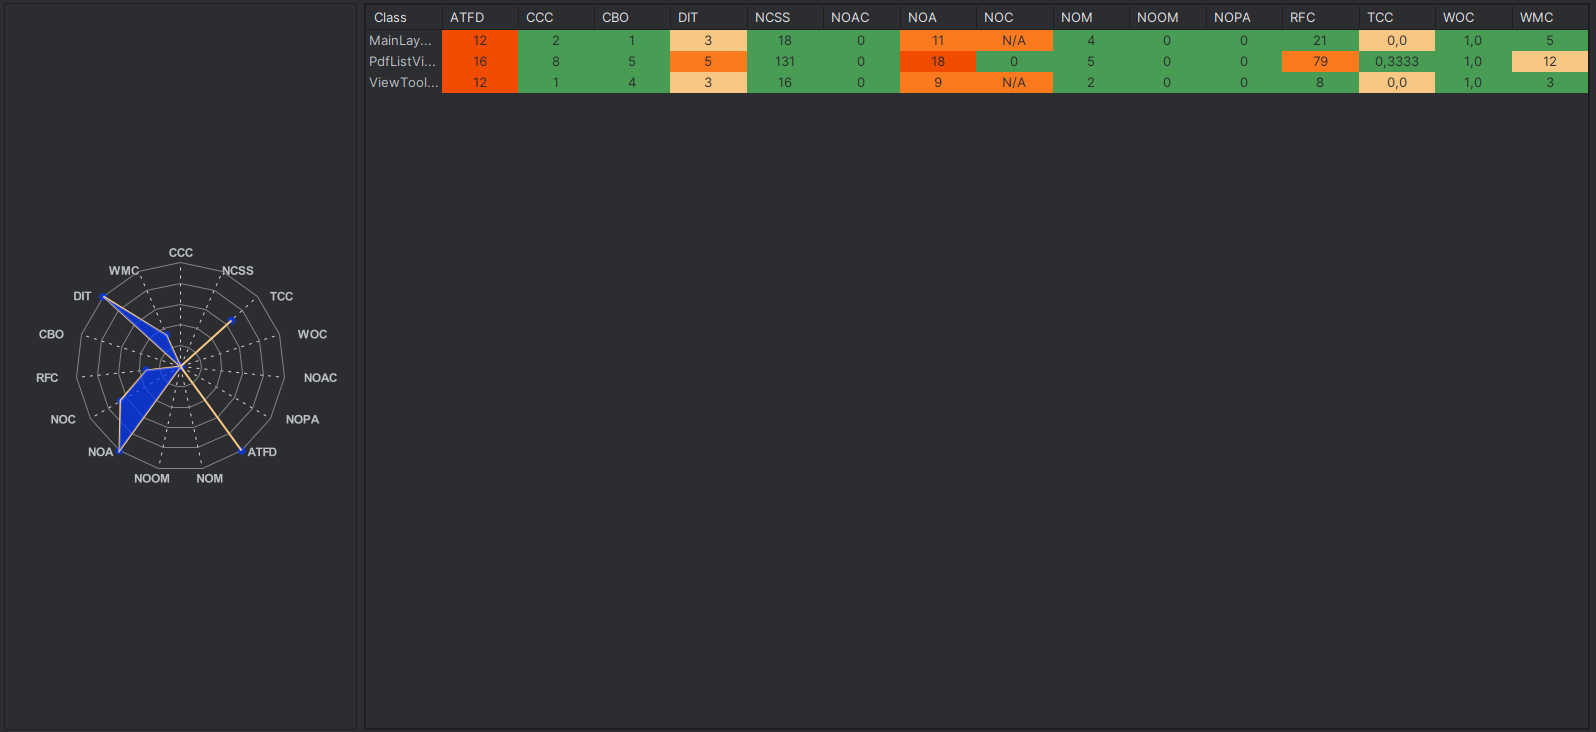 Class ATFD CCC CBO DIT NCSS NOAC NOA NOC NOM NOOM NOPA RFC TCC WOC WMC
MainLay... 12 2 1 3 18 0 11 N/A 4 0 0 21 0,0 1,0 5
PdfListVi... 16 8 5 5 131 0 18 0 5 0 0 79 0,3333 1,0 12
ViewTool... 12 1 4 3 16 0 9 N/A 2 0 0 8 0,0 1,0 3
CCC
WMC NCSS
DIT TCC
CBO WOC
RFC NOAC
NOC NOPA
NOA ATFD
NOOM NOM